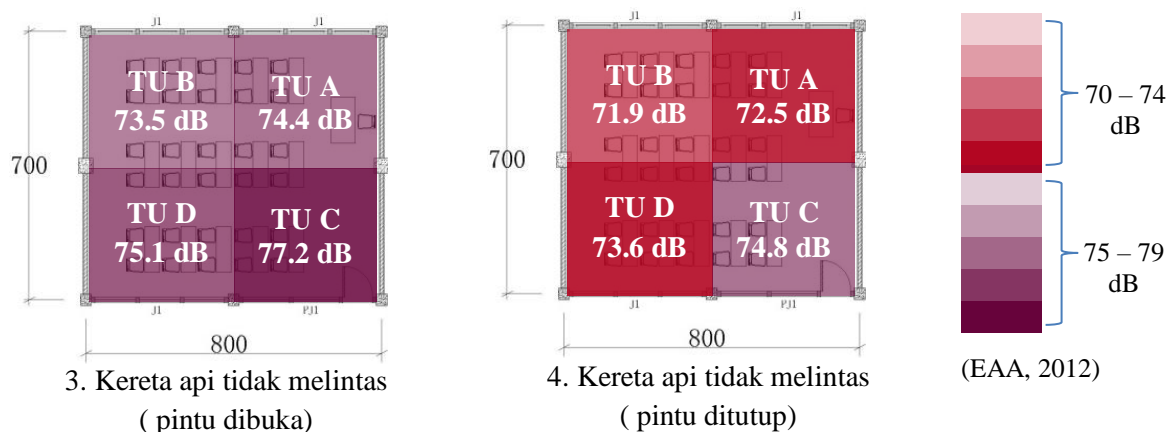 J1
J1
TU B
73.5 dB
TU A
74.4 dB
TU D
75.1 dB
TU C
77.2 dB
700
J1
PJ1
800
3. Kereta api tidak melintas
( pintu dibuka)
J1
J1
TU B
71.9 dB
TU A
72.5 dB
TU D
73.6 dB
TU C
74.8 dB
700
J1
PJ1
800
4. Kereta api tidak melintas
( pintu ditutup)
70 – 74
dB
75 – 79
dB
(EAA, 2012)